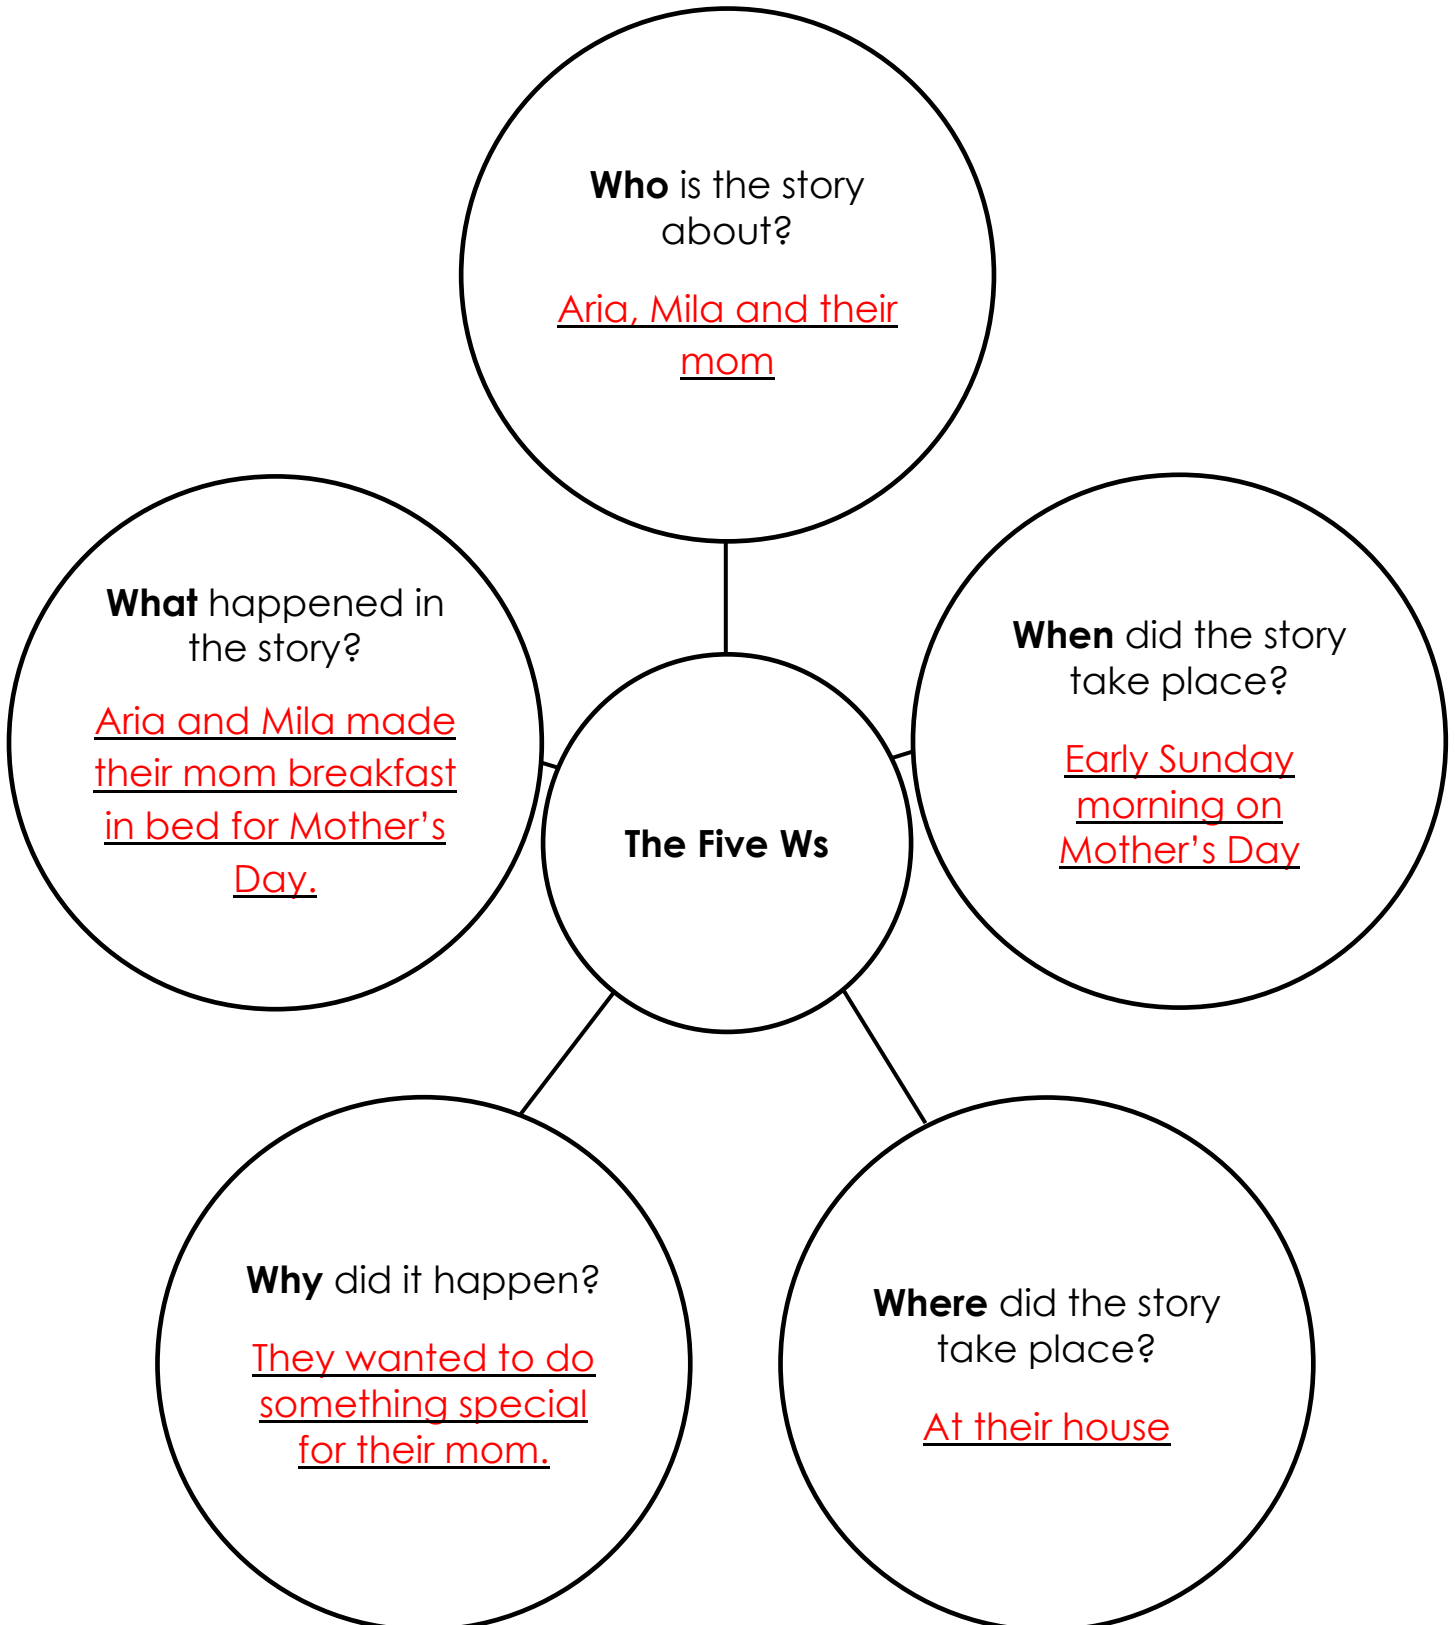 Who is the story
about?
Aria, Mila and their
mom
What happened in
the story?
Aria and Mila made
their mom breakfast
in bed for Mother’s
Day.
When did the story
take place?
Early Sunday
morning on
Mother’s Day
The Five Ws
Why did it happen?
They wanted to do
something special
for their mom.
Where did the story
take place?
At their house